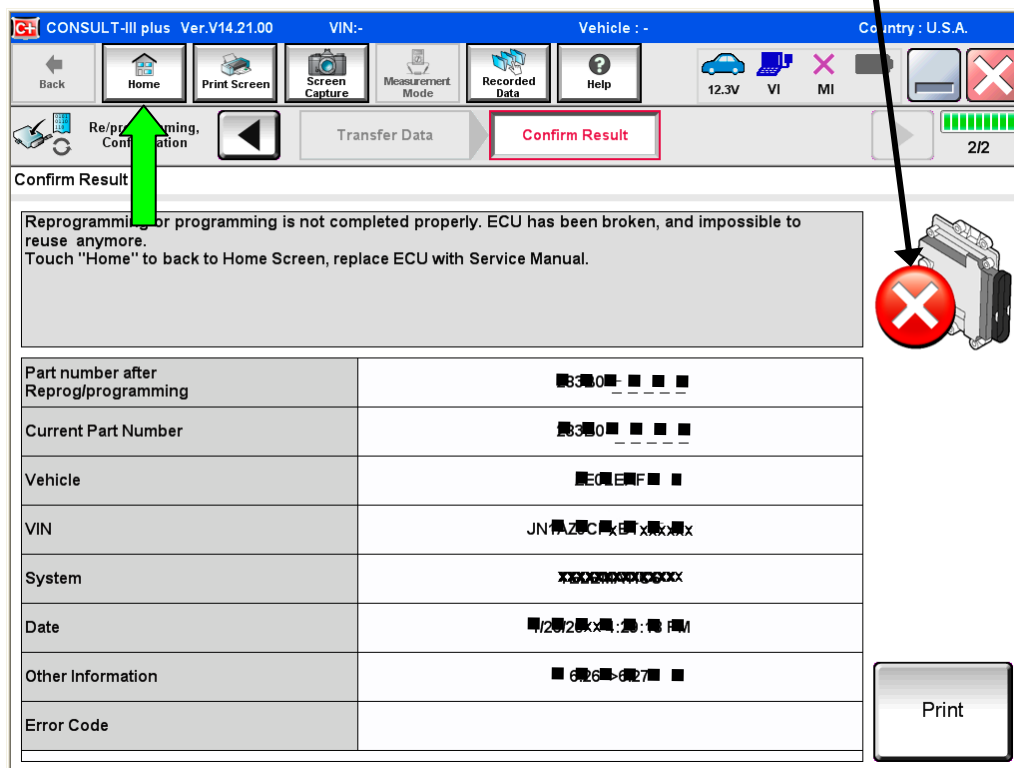 CONSULT-III plus Ver.V14.21.00 VIN:- Vehicle : - Country : U.S.A.
Back
Home
Print Screen
Screen
Capture
Measurement
Mode
Recorded
Data
Help
12.3V VI MI
Transfer Data
Confirm Result
2/2
Confirm Result
Reprogramming or programming is not completed properly. ECU has been broken, and impossible to
reuse anymore.
Touch "Home" to back to Home Screen, replace ECU with Service Manual.
Part number after
Reprog/programming
Current Part Number
Vehicle
VIN
System
Date
Other Information
Error Code
Print